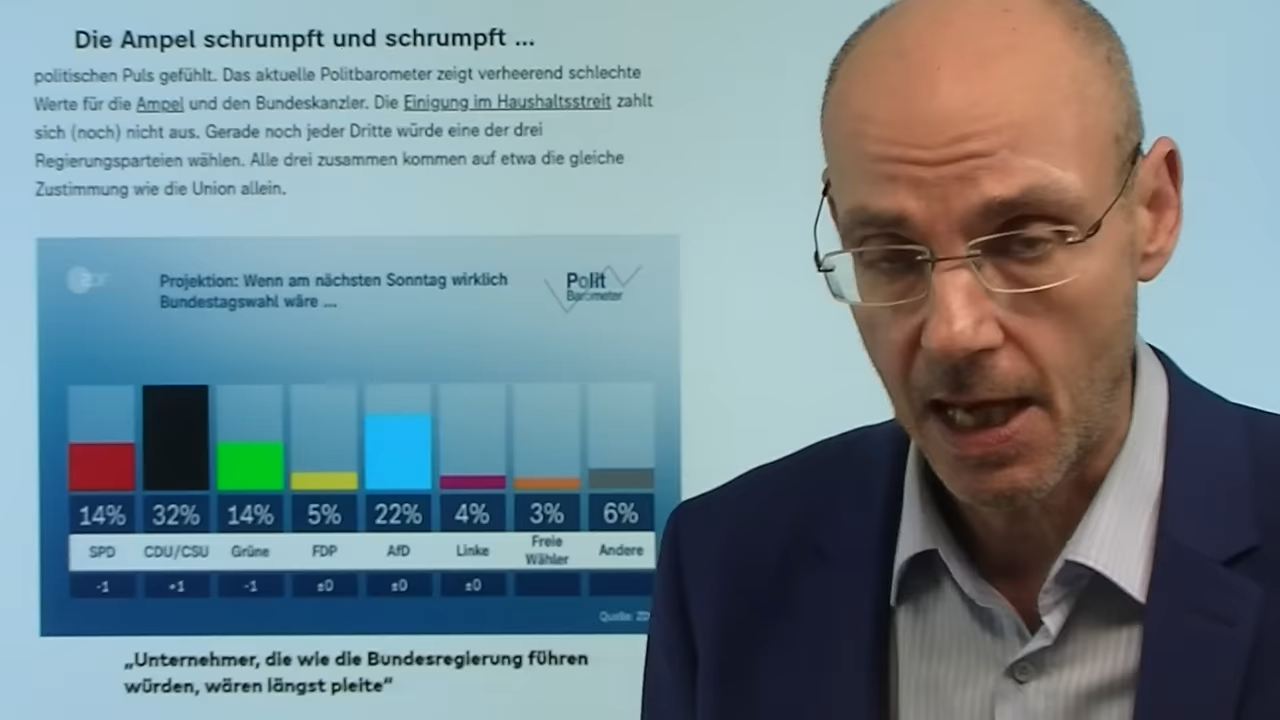 Die Ampel schrumpft und schrumpft ...
politischen Puls gefühlt. Das aktuelle Politbarometer zeigt verheerend schlechte
Werte für die Ampel und den Bundeskanzler. Die Einigung im Haushaltsstreit zahlt
sich (noch) nicht aus. Gerade noch jeder Dritte würde eine der drei
Regierungsparteien wählen. Alle drei zusammen kommen auf etwa die gleiche
Zustimmung wie die Union allein.
ZDF
Projektion: Wenn am nächsten Sonntag wirklich
Bundestagswahl wäre ...
Polit
Barometer
14% 32% 14% 5% 22% 4% 3% 6%
SPD CDU/CSU Grüne FDP AfD Linke Freie Wähler Andere
-1 +1 -1 ±0 ±0 ±0
Quelle:
„Unternehmer, die wie die Bundesregierung führen
würden, wären längst pleite“